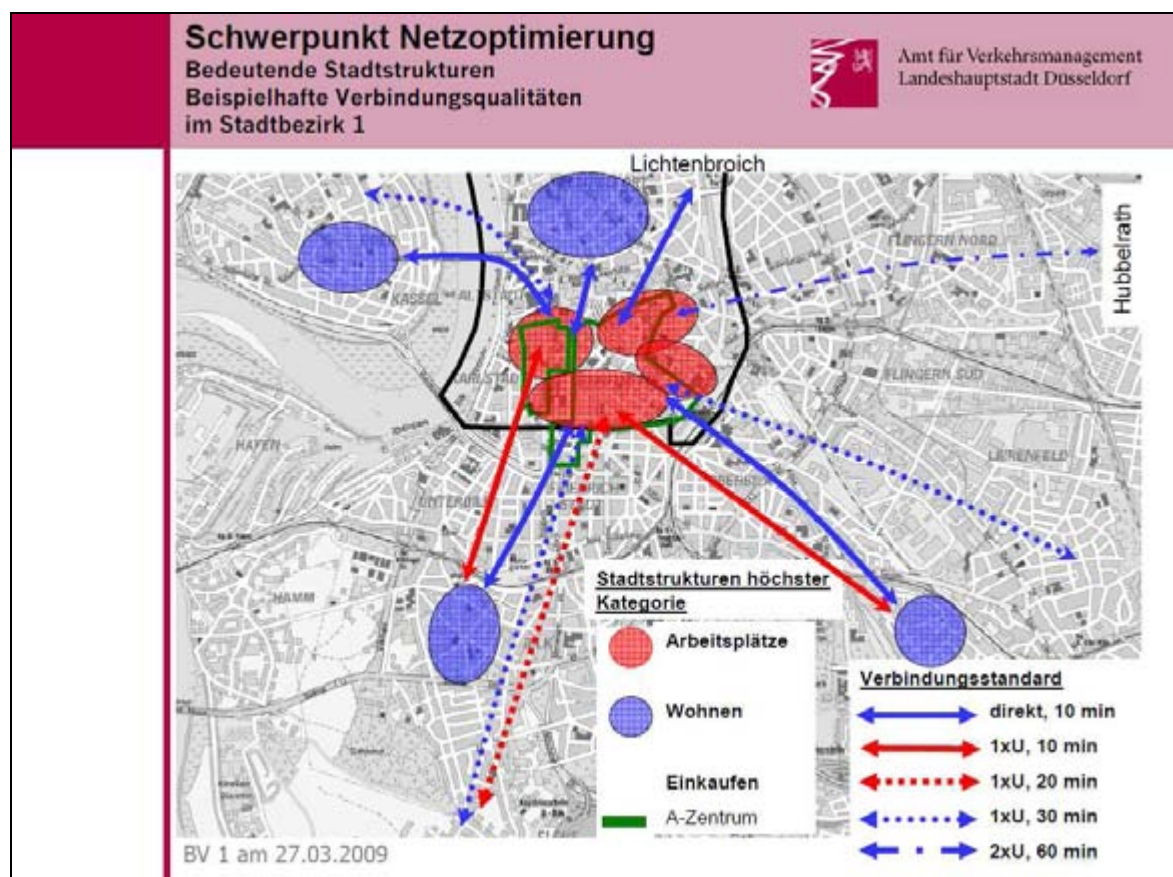 Schwerpunkt Netzoptimierung
Bedeutende Stadtstrukturen
Beispielhafte Verbindungsqualitäten
im Stadtbezirk 1
Amt für Verkehrsmanagement
Landeshauptstadt Düsseldorf
Lichtenbroich
Hubbelrath
FLINGERN NORD
KASSEL
FLINGERN SÜD
HAFEN
LIERENFELD
HAMM
Stadtstrukturen höchster
Kategorie
Arbeitsplätze
Wohnen
Einkaufen
A-Zentrum
Verbindungsstandard
direkt, 10 min
1xU, 10 min
1xU, 20 min
1xU, 30 min
2xU, 60 min
BV 1 am 27.03.2009